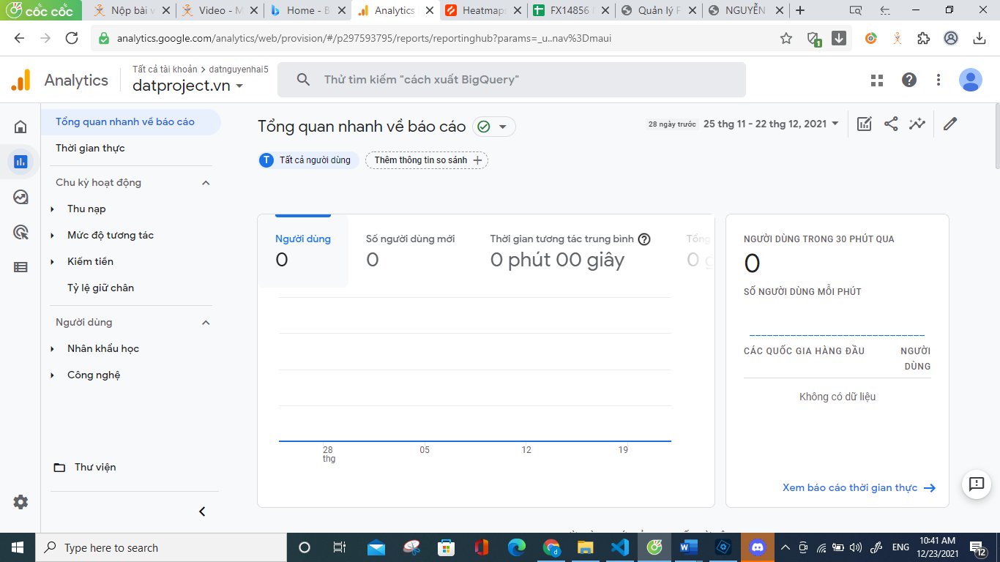 cốc cốc
Nộp bài v
Video - M
Home - B
Analytics
Heatmaps
FX14856
Quản lý F
NGUYỄN
analytics.google.com/analytics/web/provision/#/p297593795/reports/reportinghub?params=_u..nav%3Dmaui
1
Analytics
Tất cả tài khoản > datnguyenhai5
datproject.vn
Thử tìm kiếm "cách xuất BigQuery"
Tổng quan nhanh về báo cáo
Thời gian thực
Chu kỳ hoạt động
Thu nạp
Mức độ tương tác
Kiếm tiền
Tỷ lệ giữ chân
Người dùng
Nhân khẩu học
Công nghệ
Thư viện
Tổng quan nhanh về báo cáo
28 ngày trước 25 thg 11 - 22 thg 12, 2021
T Tất cả người dùng
Thêm thông tin so sánh
Người dùng
0
Số người dùng mới
0
Thời gian tương tác trung bình
0 phút 00 giây
Tổng
0
28
thg
05
12
19
NGƯỜI DÙNG TRONG 30 PHÚT QUA
0
SỐ NGƯỜI DÙNG MỖI PHÚT
CÁC QUỐC GIA HÀNG ĐẦU
NGƯỜI
DÙNG
Không có dữ liệu
Xem báo cáo thời gian thực
Type here to search
ENG
10:41 AM
12/23/2021
12